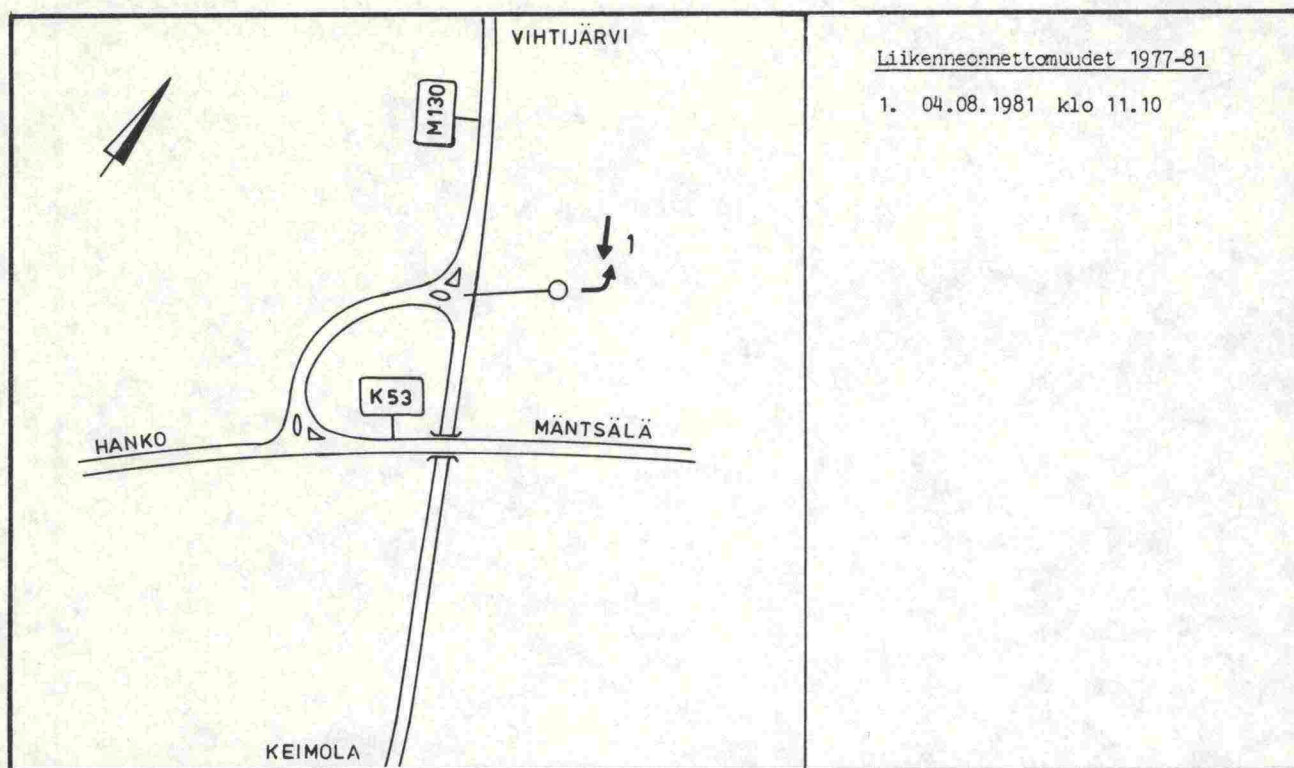 VIHTIJÄRVI
M130
1
K53
HANKO
MÄNTSÄLÄ
KEIMOLA
Liikenneonnettomuudet 1977-81
1. 04.08.1981 klo 11.10